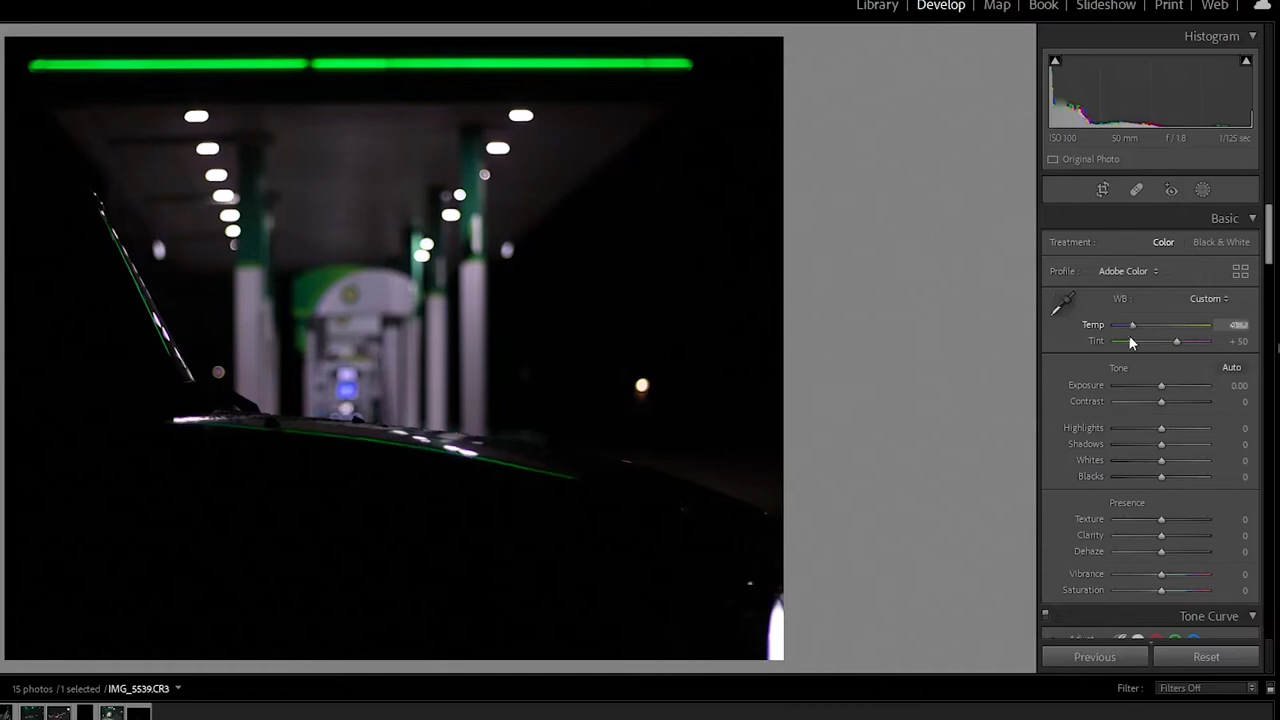 Library | Develop | Map | Book | Slideshow | Print | Web
Histogram
ISO 100 50 mm f / 1.8 1/125 sec
Original Photo
Basic
Treatment : Color Black & White
Profile : Adobe Color
WB : Custom
Temp
Tint + 50
Tone Auto
Exposure 0.00
Contrast 0
Highlights 0
Shadows 0
Whites 0
Blacks 0
Presence
Texture 0
Clarity 0
Dehaze 0
Vibrance 0
Saturation 0
Tone Curve
Adjust
Previous Reset
15 photos / 1 selected / IMG_5539.CR3 Filter : Filters Off